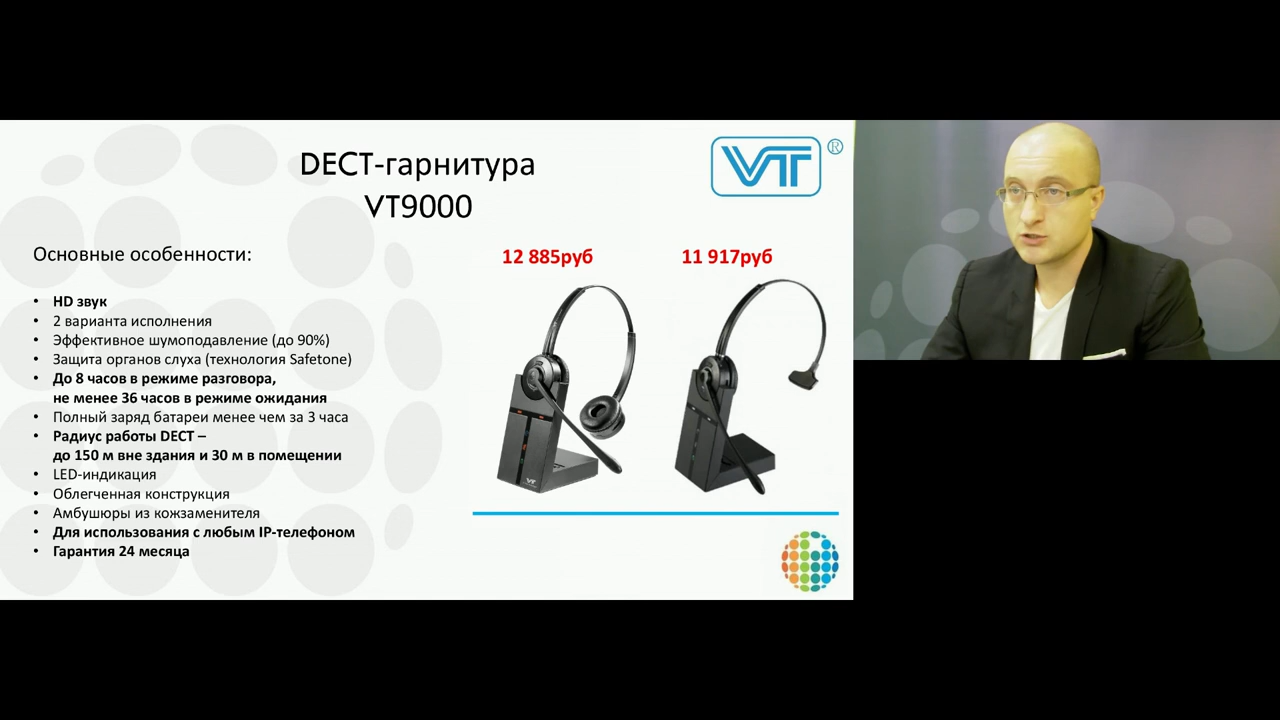 DECT-гарнитура
VT9000
VT®
Основные особенности:
12 885руб
11 917руб
• HD звук
• 2 варианта исполнения
• Эффективное шумоподавление (до 90%)
• Защита органов слуха (технология Safetone)
• До 8 часов в режиме разговора,
не менее 36 часов в режиме ожидания
• Полный заряд батареи менее чем за 3 часа
• Радиус работы DECT –
до 150 м вне здания и 30 м в помещении
• LED-индикация
• Облегченная конструкция
• Амбушюры из кожзаменителя
• Для использования с любым IP-телефоном
• Гарантия 24 месяца
VT